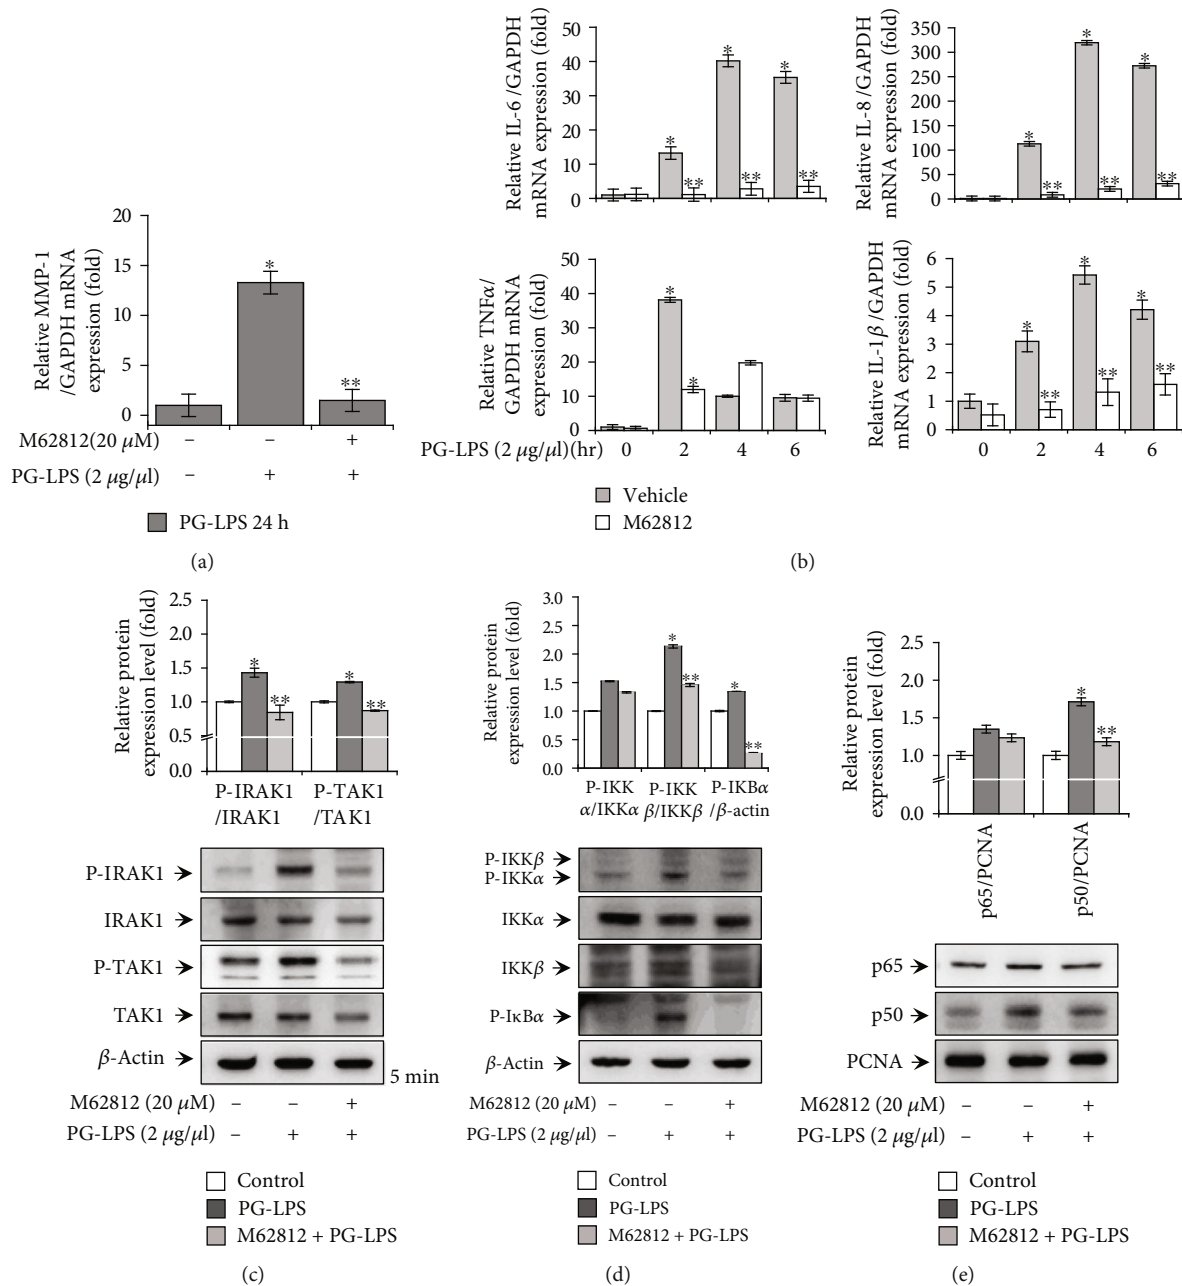 Relative MMP-1
/GAPDH mRNA
expression (fold)
20
15
10
5
0
*
**
M62812(20 μM) – – +
PG-LPS (2 μg/μl) – + +
PG-LPS 24 h
(a)
Relative IL-6 /GAPDH
mRNA expression (fold)
50
40
30
20
10
0
* ** * ** * **
Relative IL-8 /GAPDH
mRNA expression (fold)
350
300
250
200
150
100
50
0
* ** * ** * **
Relative TNFα/
GAPDH mRNA
expression (fold)
50
40
30
20
10
0
* *
PG-LPS (2 μg/μl)(hr) 0 2 4 6
Relative IL-1β /GAPDH
mRNA expression (fold)
6
5
4
3
2
1
0
* ** * ** * **
0 2 4 6
Vehicle
M62812
(b)
Relative protein
expression level (fold)
2.5
2.0
1.5
1.0
0.5
0.0
* ** * **
P-IRAK1
/IRAK1
P-TAK1
/TAK1
P-IRAK1
IRAK1
P-TAK1
TAK1
β-Actin
5 min
M62812 (20 μM) – – +
PG-LPS (2 μg/μl) – + +
Control
PG-LPS
M62812 + PG-LPS
(c)
Relative protein
expression level (fold)
3.0
2.5
2.0
1.5
1.0
0.5
0.0
* ** * **
P-IKK
α/IKKα
P-IKK
β/IKKβ
P-IKBα
/β-actin
P-IKKβ
P-IKKα
IKKα
IKKβ
P-IκBα
β-Actin
M62812 (20 μM) – – +
PG-LPS (2 μg/μl) – + +
Control
PG-LPS
M62812 + PG-LPS
(d)
Relative protein
expression level (fold)
2.5
2.0
1.5
1.0
0.0
* **
p65/PCNA
p50/PCNA
p65
p50
PCNA
M62812 (20 μM) – – +
PG-LPS (2 μg/μl) – + +
Control
PG-LPS
M62812 + PG-LPS
(e)